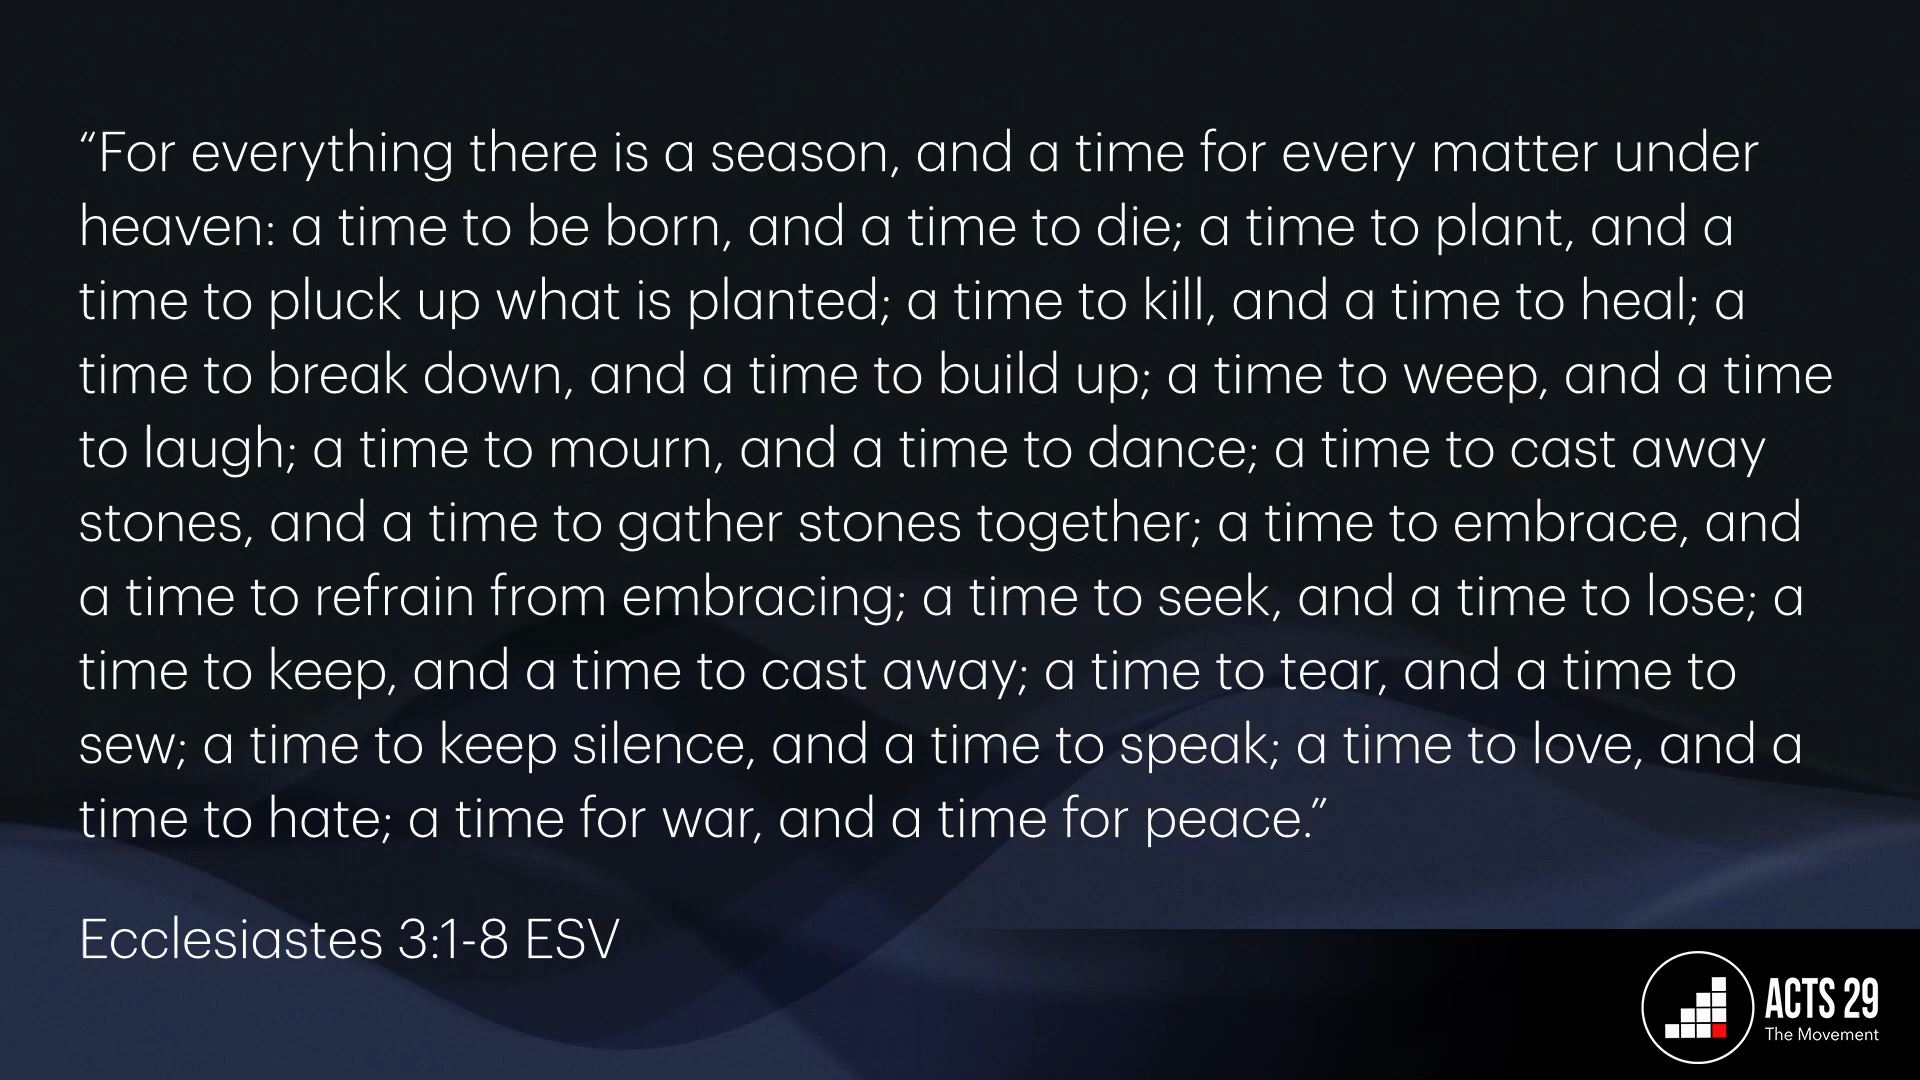 “For everything there is a season, and a time for every matter under
heaven: a time to be born, and a time to die; a time to plant, and a
time to pluck up what is planted; a time to kill, and a time to heal; a
time to break down, and a time to build up; a time to weep, and a time
to laugh; a time to mourn, and a time to dance; a time to cast away
stones, and a time to gather stones together; a time to embrace, and
a time to refrain from embracing; a time to seek, and a time to lose; a
time to keep, and a time to cast away; a time to tear, and a time to
sew; a time to keep silence, and a time to speak; a time to love, and a
time to hate; a time for war, and a time for peace.”
Ecclesiastes 3:1-8 ESV
ACTS 29
The Movement